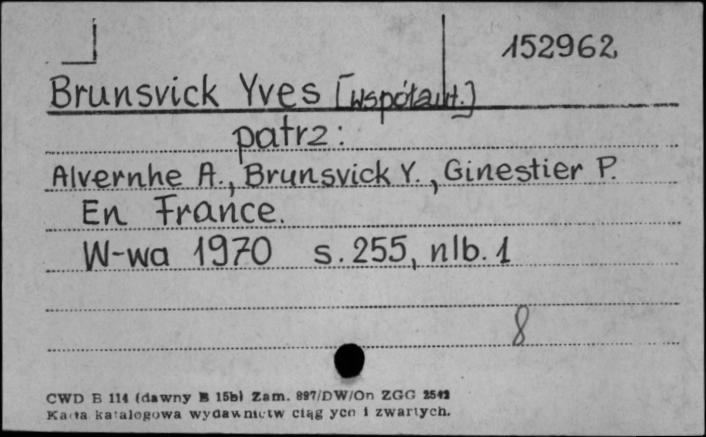 152962
Brunsvick Yves [współaut.]
patrz:
Alvernhe A., Brunsvick Y., Ginestier P.
En France.
W-wa 1970 s. 255, nlb. 1
8
CWD B 114 (dawny B 15b) Zam. 897/DW/On ZGG 2542
Karta katalogowa wydawnictw ciągłych i zwartych.